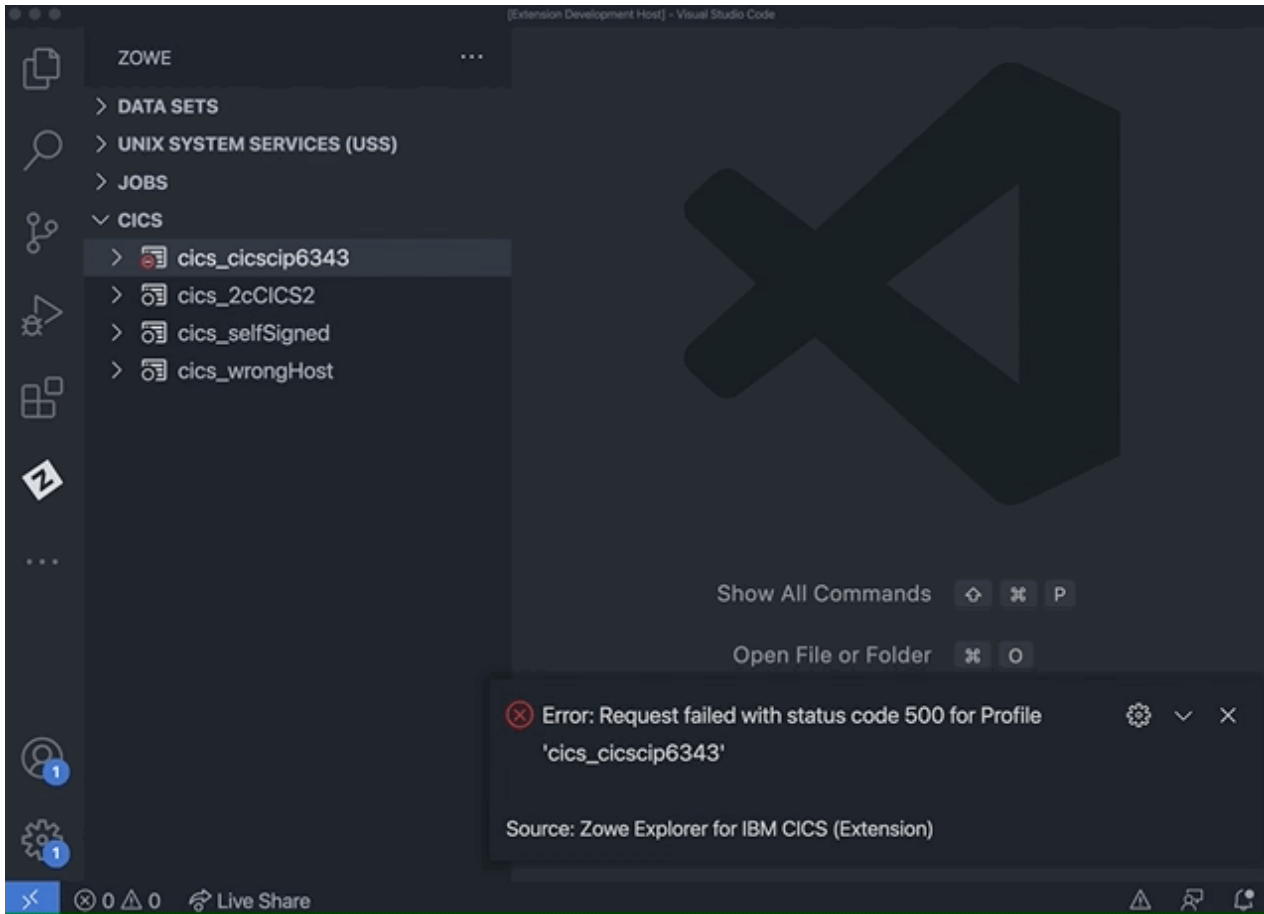 [Extension Development Host] - Visual Studio Code
ZOWE
DATA SETS
UNIX SYSTEM SERVICES (USS)
JOBS
CICS
cics_cicscip6343
cics_2cCICS2
cics_selfSigned
cics_wrongHost
Z
Show All Commands ⇧ ⌘ P
Open File or Folder ⌘ O
Error: Request failed with status code 500 for Profile
'cics_cicscip6343'
Source: Zowe Explorer for IBM CICS (Extension)
1
1
0 0 Live Share